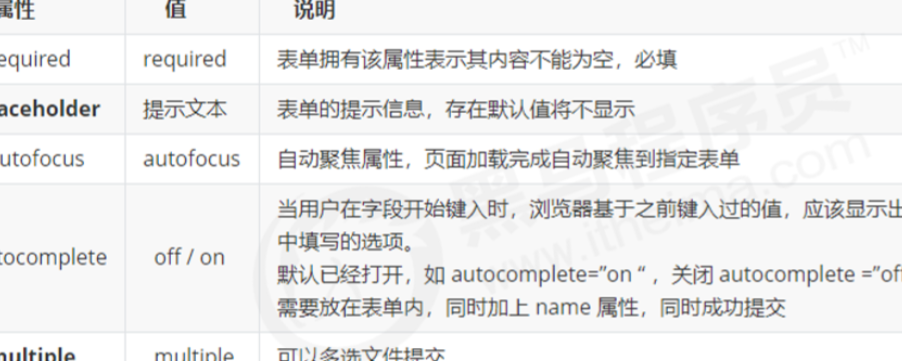 属性 值 说明
equired required 表单拥有该属性表示其内容不能为空，必填
aceholder 提示文本 表单的提示信息，存在默认值将不显示
utofocus autofocus 自动聚焦属性，页面加载完成自动聚焦到指定表单
当用户在字段开始键入时，浏览器基于之前键入过的值，应该显示出
中填写的选项。
tocomplete off / on 默认已经打开，如 autocomplete="on “ ，关闭 autocomplete ="off
需要放在表单内，同时加上 name 属性，同时成功提交
multiple multiple 可以多选文件提交
黑马程序员™
www.itheima.com